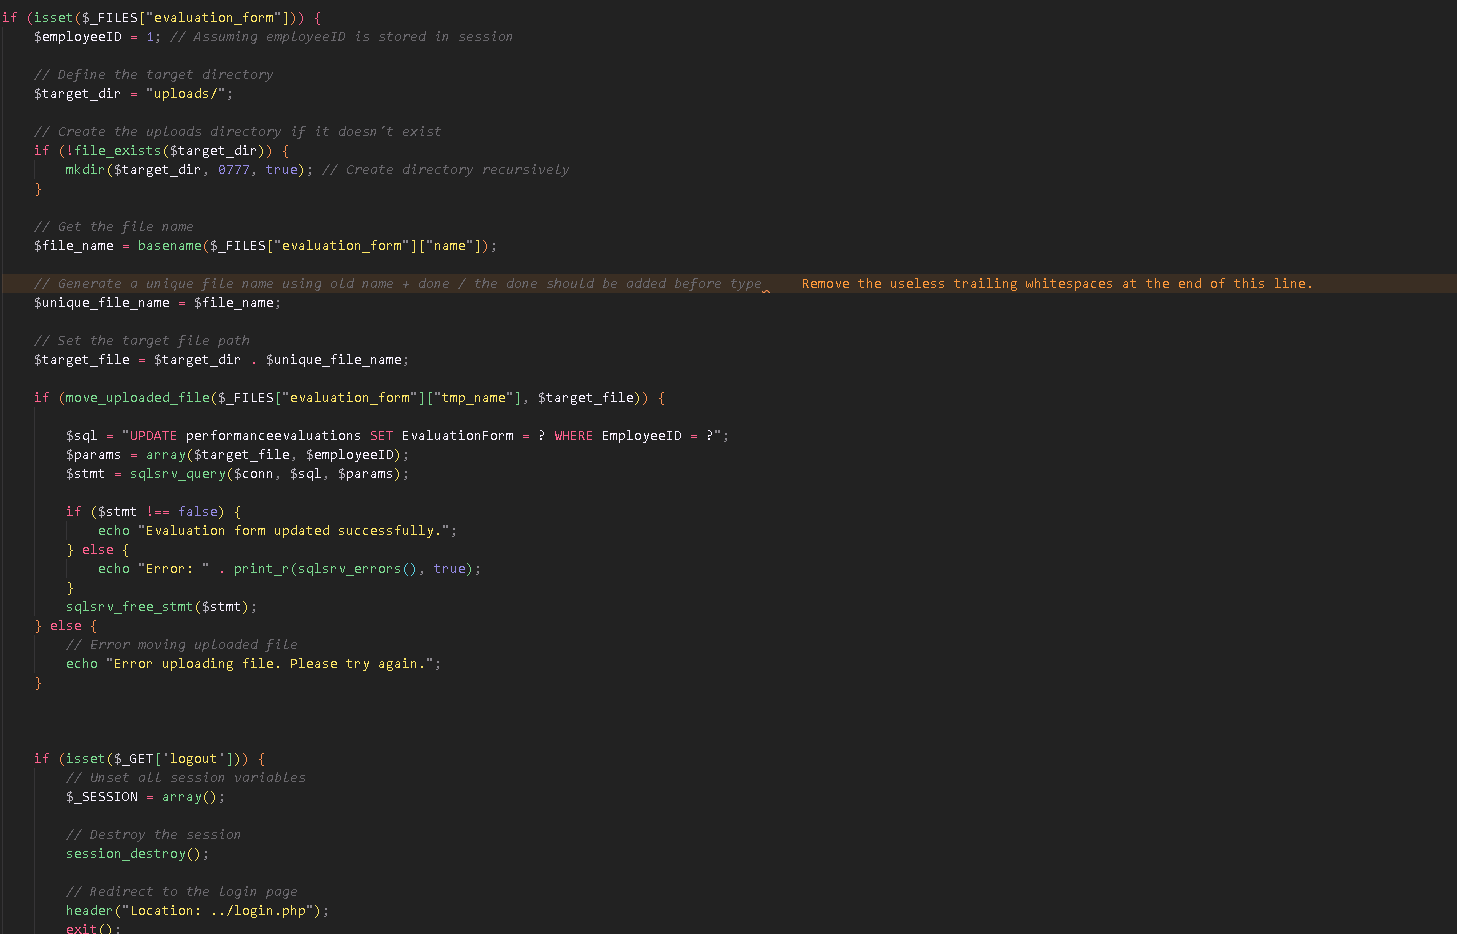 if (isset($_FILES["evaluation_form"])) {
$employeeID = 1; // Assuming employeeID is stored in session
// Define the target directory
$target_dir = "uploads/";
// Create the uploads directory if it doesn't exist
if (!file_exists($target_dir)) {
mkdir($target_dir, 0777, true); // Create directory recursively
}
// Get the file name
$file_name = basename($_FILES["evaluation_form"]["name"]);
// Generate a unique file name using old name + done / the done should be added before type Remove the useless trailing whitespaces at the end of this line.
$unique_file_name = $file_name;
// Set the target file path
$target_file = $target_dir . $unique_file_name;
if (move_uploaded_file($_FILES["evaluation_form"]["tmp_name"], $target_file)) {
$sql = "UPDATE performanceevaluations SET EvaluationForm = ? WHERE EmployeeID = ?";
$params = array($target_file, $employeeID);
$stmt = sqlsrv_query($conn, $sql, $params);
if ($stmt !== false) {
echo "Evaluation form updated successfully.";
} else {
echo "Error: " . print_r(sqlsrv_errors(), true);
}
sqlsrv_free_stmt($stmt);
} else {
// Error moving uploaded file
echo "Error uploading file. Please try again.";
}
if (isset($_GET['logout'])) {
// Unset all session variables
$_SESSION = array();
// Destroy the session
session_destroy();
// Redirect to the login page
header("Location: ../login.php");
exit();